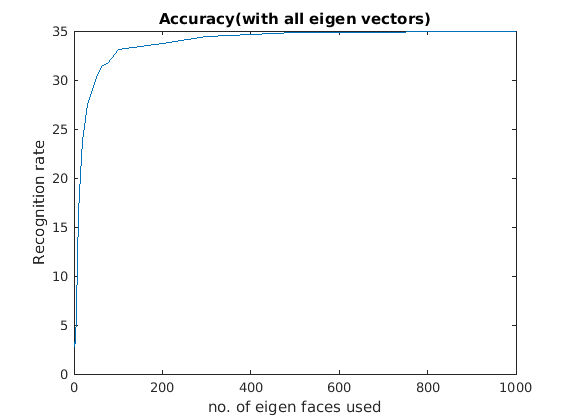 Accuracy(with all eigen vectors)
35
30
25
20
15
10
5
0
Recognition rate
0 200 400 600 800 1000
no. of eigen faces used